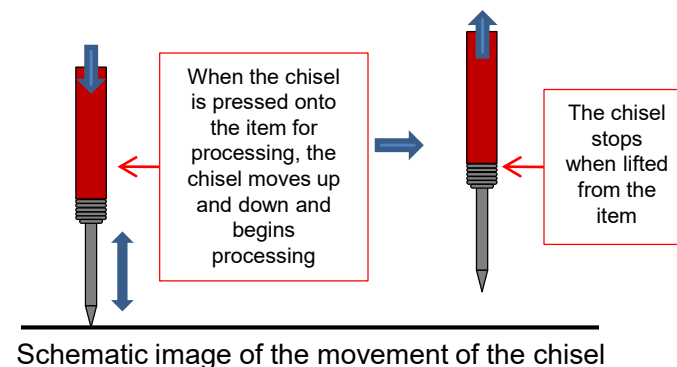 When the chisel
is pressed onto
the item for
processing, the
chisel moves up
and down and
begins
processing
The chisel
stops
when lifted
from the
item
Schematic image of the movement of the chisel